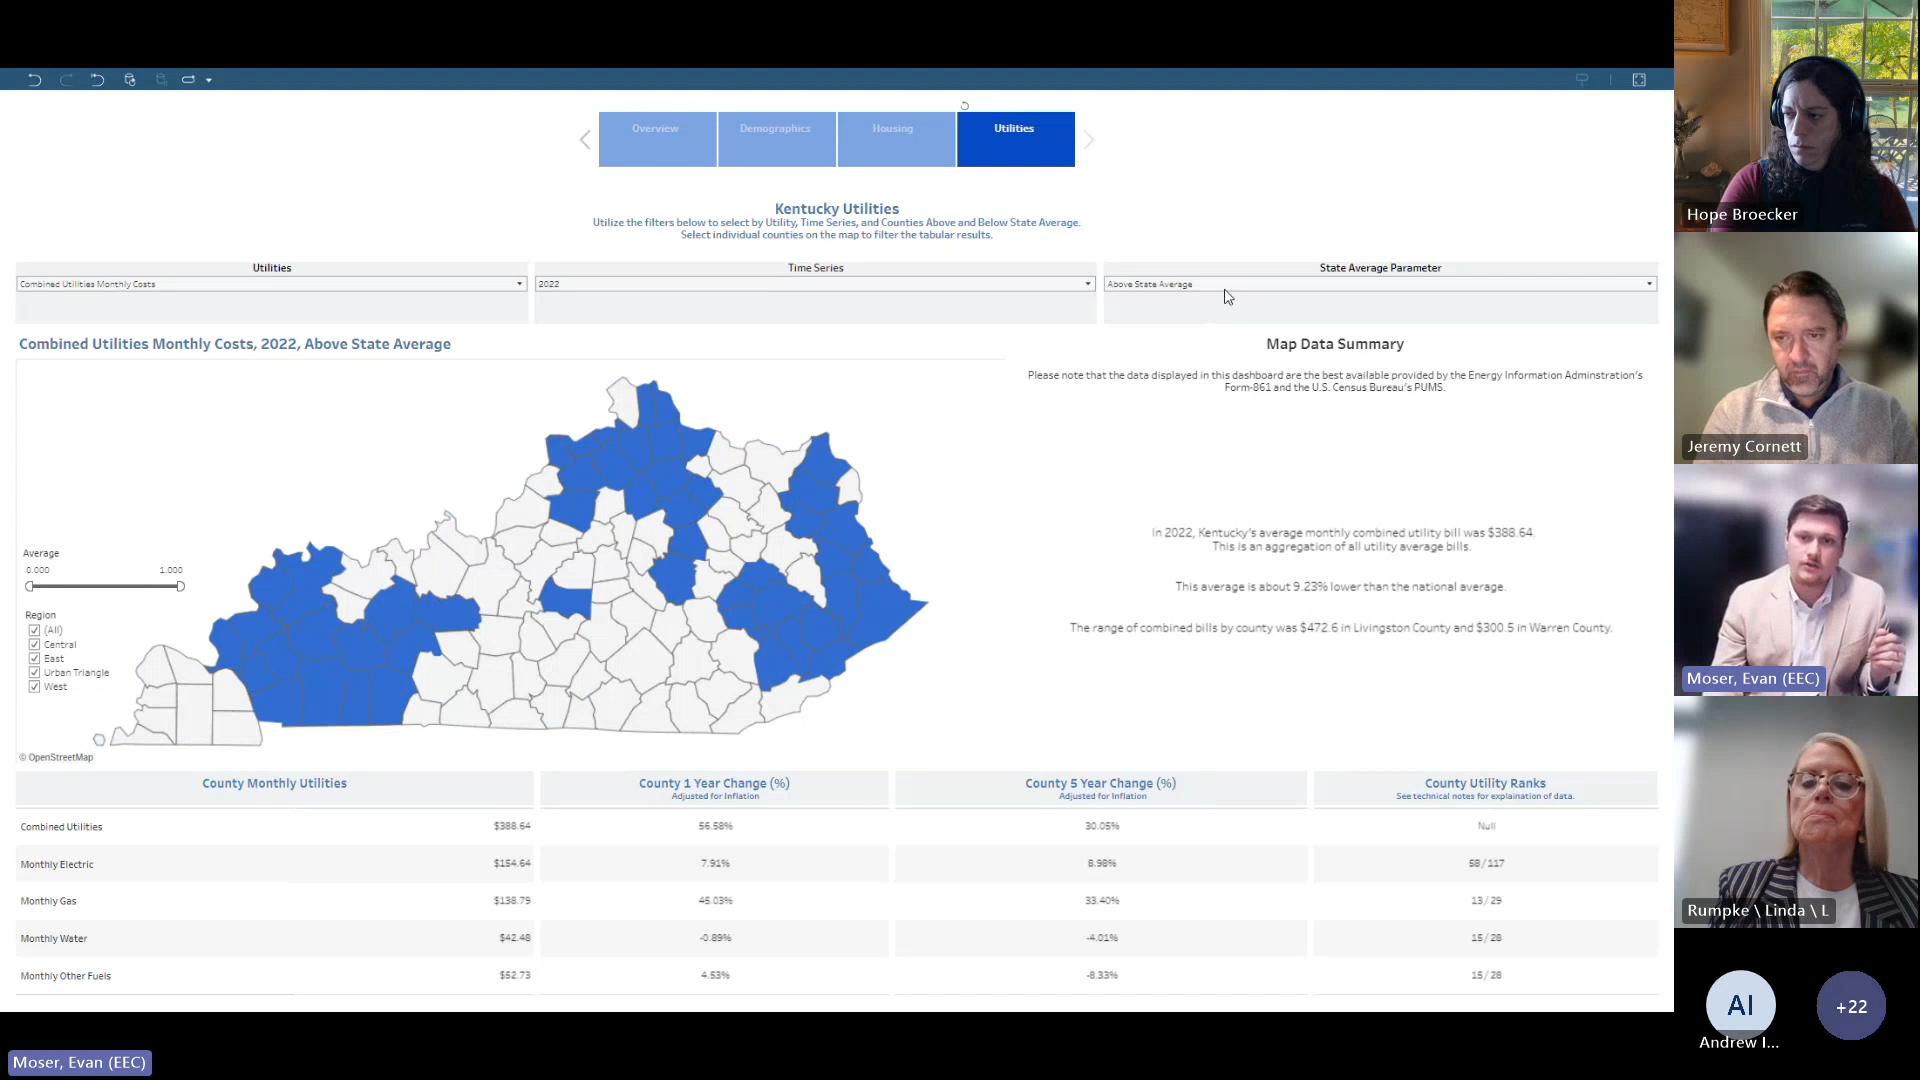 Overview
Demographics
Housing
Utilities
Kentucky Utilities
Utilize the filters below to select by Utility, Time Series, and Counties Above and Below State Average.
Select individual counties on the map to filter the tabular results.
Utilities
Time Series
State Average Parameter
Combined Utilities Monthly Costs
2022
Above State Average
Combined Utilities Monthly Costs, 2022, Above State Average
Map Data Summary
Please note that the data displayed in this dashboard are the best available provided by the Energy Information Adminstration's
Form-861 and the U.S. Census Bureau's PUMS.
In 2022, Kentucky's average monthly combined utility bill was $388.64.
This is an aggregation of all utility average bills.
This average is about 9.23% lower than the national average.
The range of combined bills by county was $472.6 in Livingston County and $300.5 in Warren County.
Average
0.000 1.000
Region
(All)
Central
East
Urban Triangle
West
© OpenStreetMap
County Monthly Utilities
County 1 Year Change (%)
Adjusted for Inflation
County 5 Year Change (%)
Adjusted for Inflation
County Utility Ranks
See technical notes for explaination of data.
Combined Utilities $388.64 56.58% 30.05% Null
Monthly Electric $154.64 7.91% 8.98% 58/117
Monthly Gas $138.79 45.03% 33.40% 13/29
Monthly Water $42.48 -0.89% -4.01% 15/28
Monthly Other Fuels $52.73 4.53% -8.33% 15/28
Hope Broecker
Jeremy Cornett
Moser, Evan (EEC)
Rumpke \ Linda \ L
AI
Andrew I...
+22
Moser, Evan (EEC)